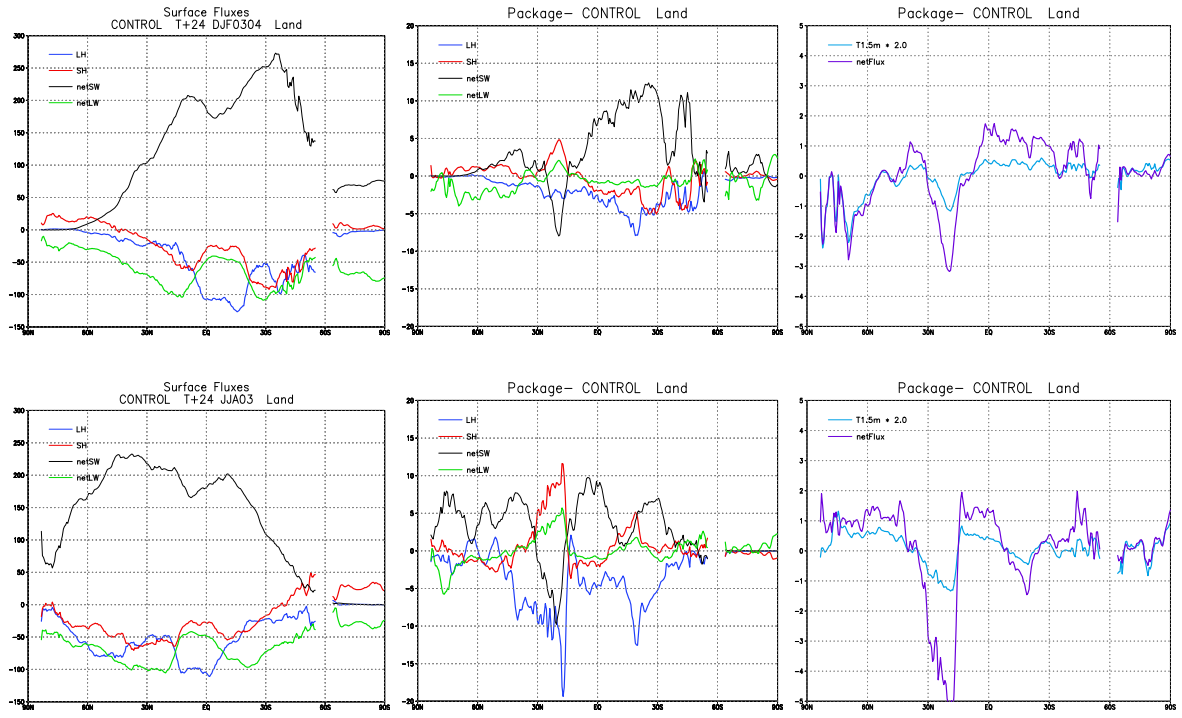 Surface Fluxes
CONTROL T+24 DJF0304 Land
300
250
200
150
100
50
0
-50
-100
-150
LH
SH
netSW
netLW
90N 60N 30N EQ 30S 60S 90S
Package- CONTROL Land
20
15
10
5
0
-5
-10
-15
-20
LH
SH
netSW
netLW
90N 60N 30N EQ 30S 60S 90S
Package- CONTROL Land
5
4
3
2
1
0
-1
-2
-3
-4
-5
T1.5m * 2.0
netFlux
90N 60N 30N EQ 30S 60S 90S
Surface Fluxes
CONTROL T+24 JJA03 Land
300
250
200
150
100
50
0
-50
-100
-150
LH
SH
netSW
netLW
90N 60N 30N EQ 30S 60S 90S
Package- CONTROL Land
20
15
10
5
0
-5
-10
-15
-20
LH
SH
netSW
netLW
90N 60N 30N EQ 30S 60S 90S
Package- CONTROL Land
5
4
3
2
1
0
-1
-2
-3
-4
-5
T1.5m * 2.0
netFlux
90N 60N 30N EQ 30S 60S 90S